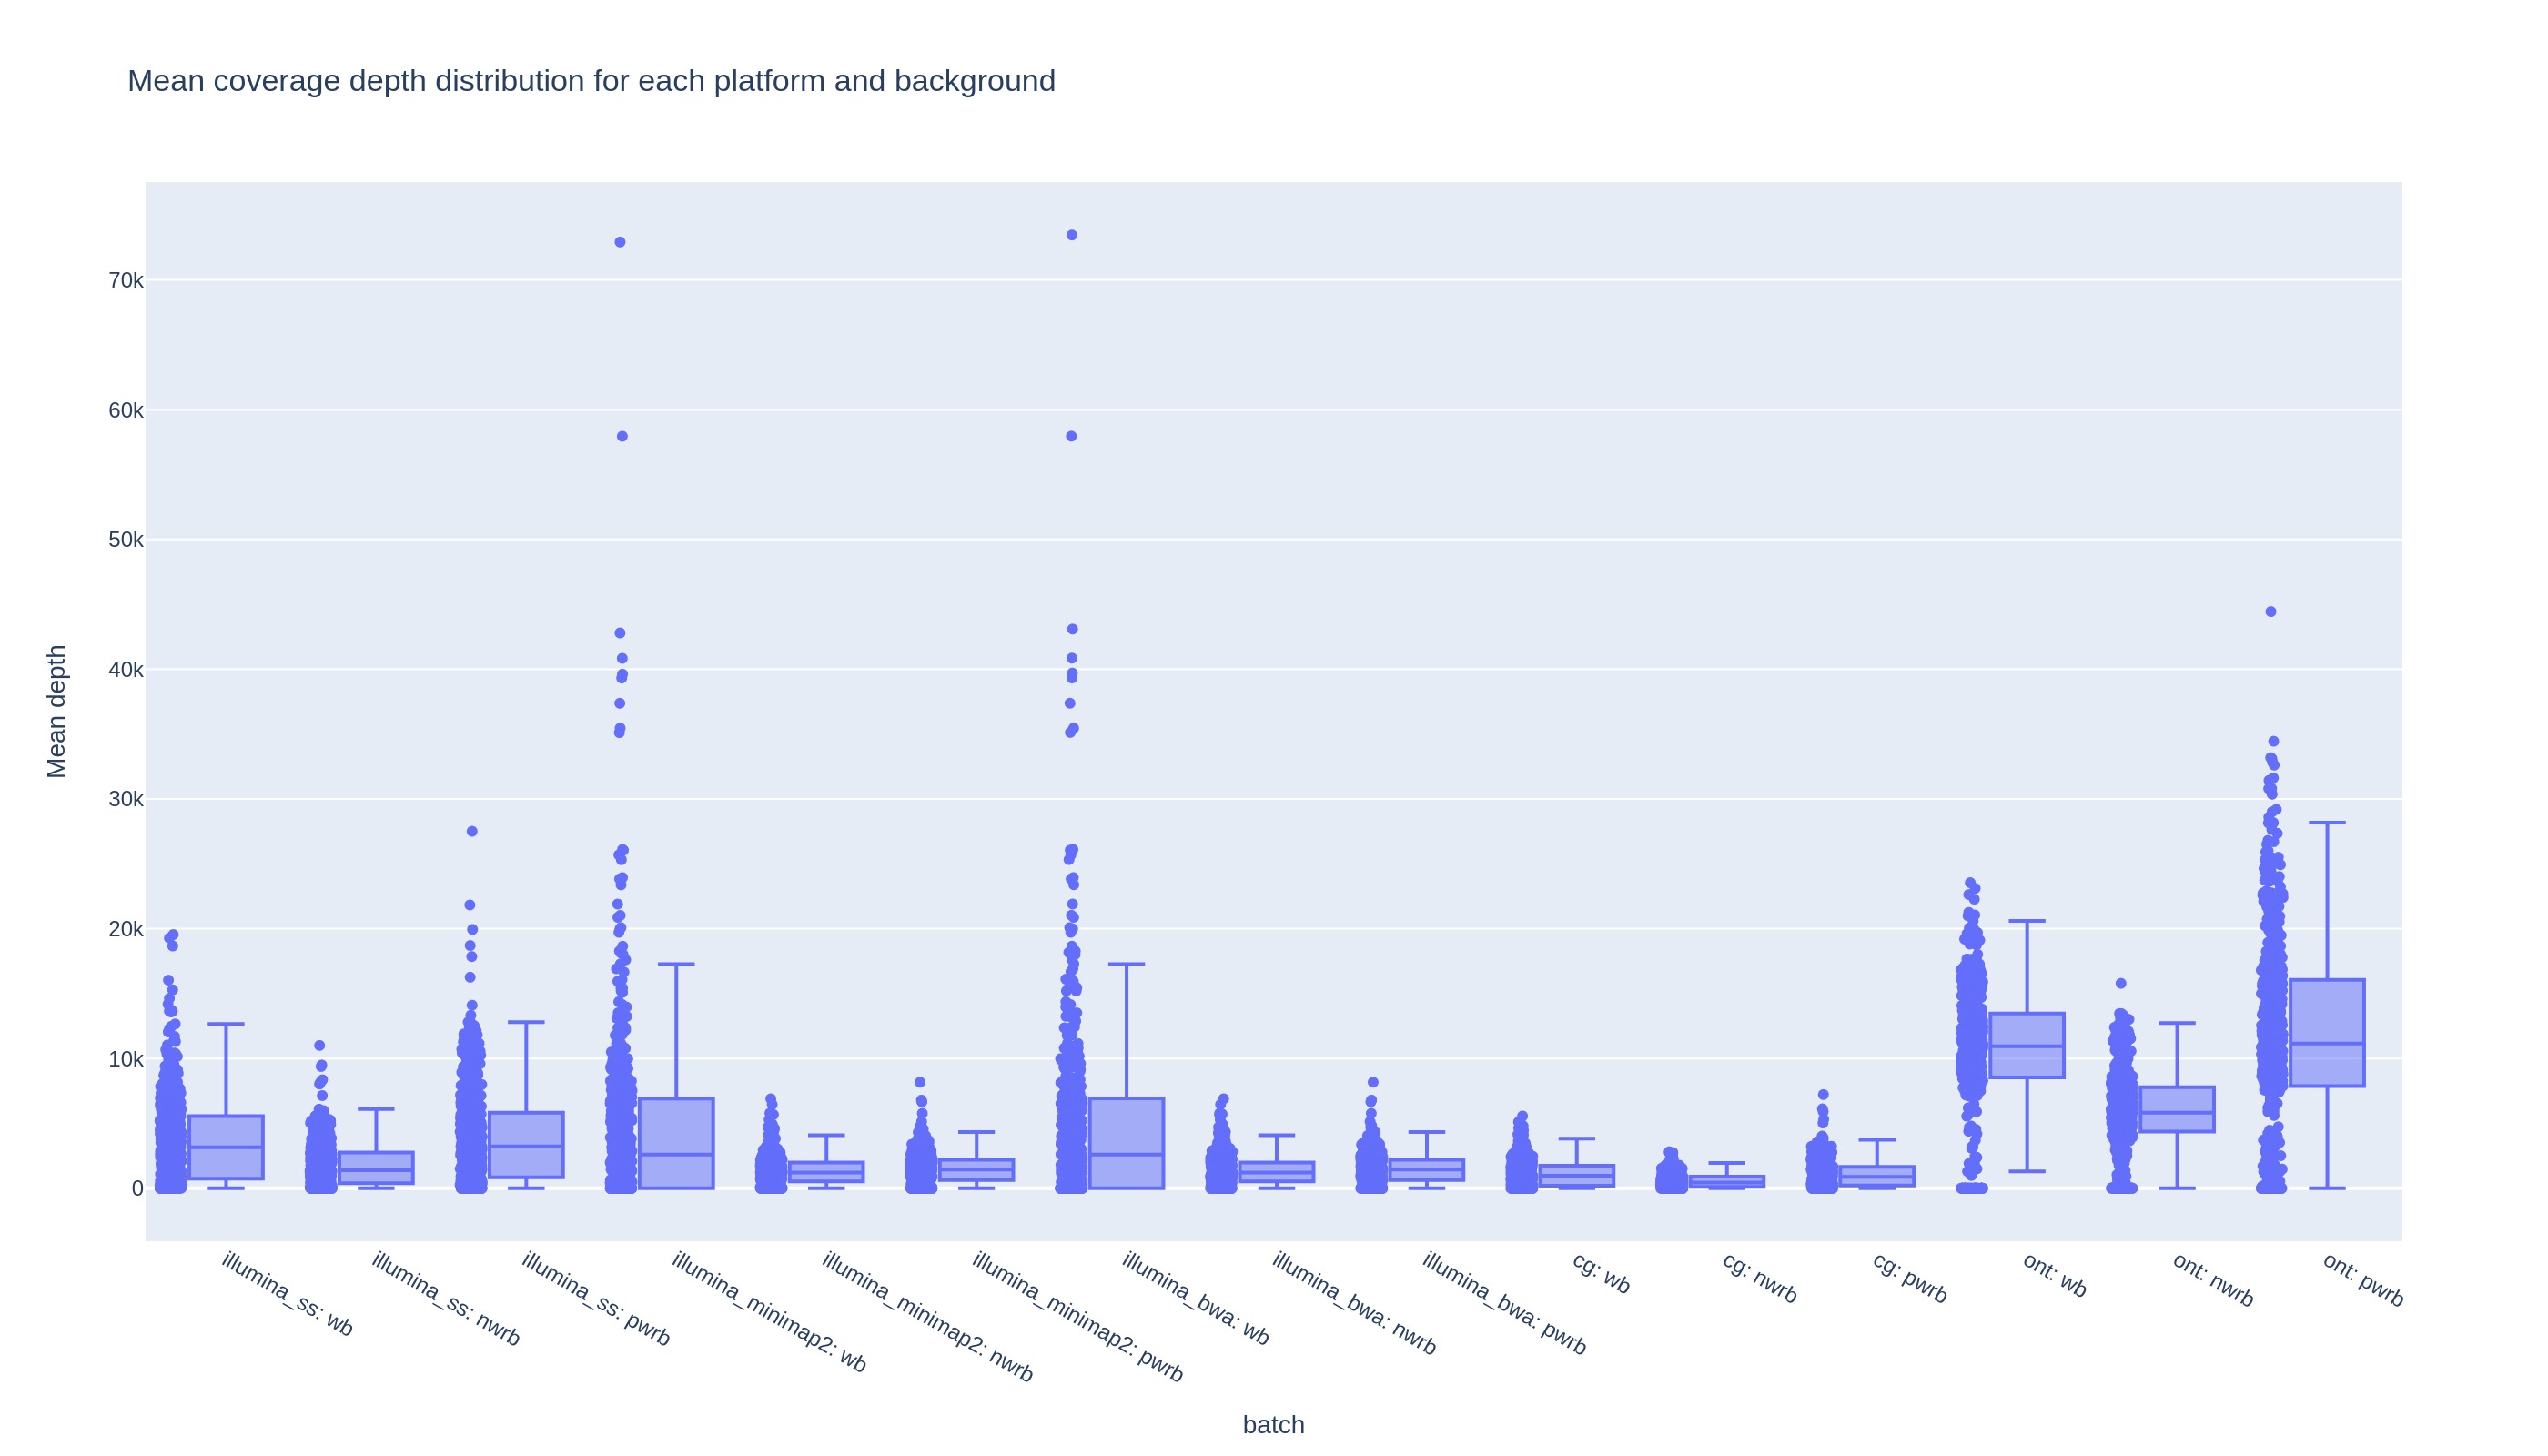 Mean coverage depth distribution for each platform and background
70k
60k
50k
40k
30k
20k
10k
0
Mean depth
illumina_ss: wb
illumina_ss: nwrb
illumina_ss: pwrb
illumina_minimap2: wb
illumina_minimap2: nwrb
illumina_minimap2: pwrb
illumina_bwa: wb
illumina_bwa: nwrb
illumina_bwa: pwrb
cg: wb
cg: nwrb
cg: pwrb
ont: wb
ont: nwrb
ont: pwrb
batch